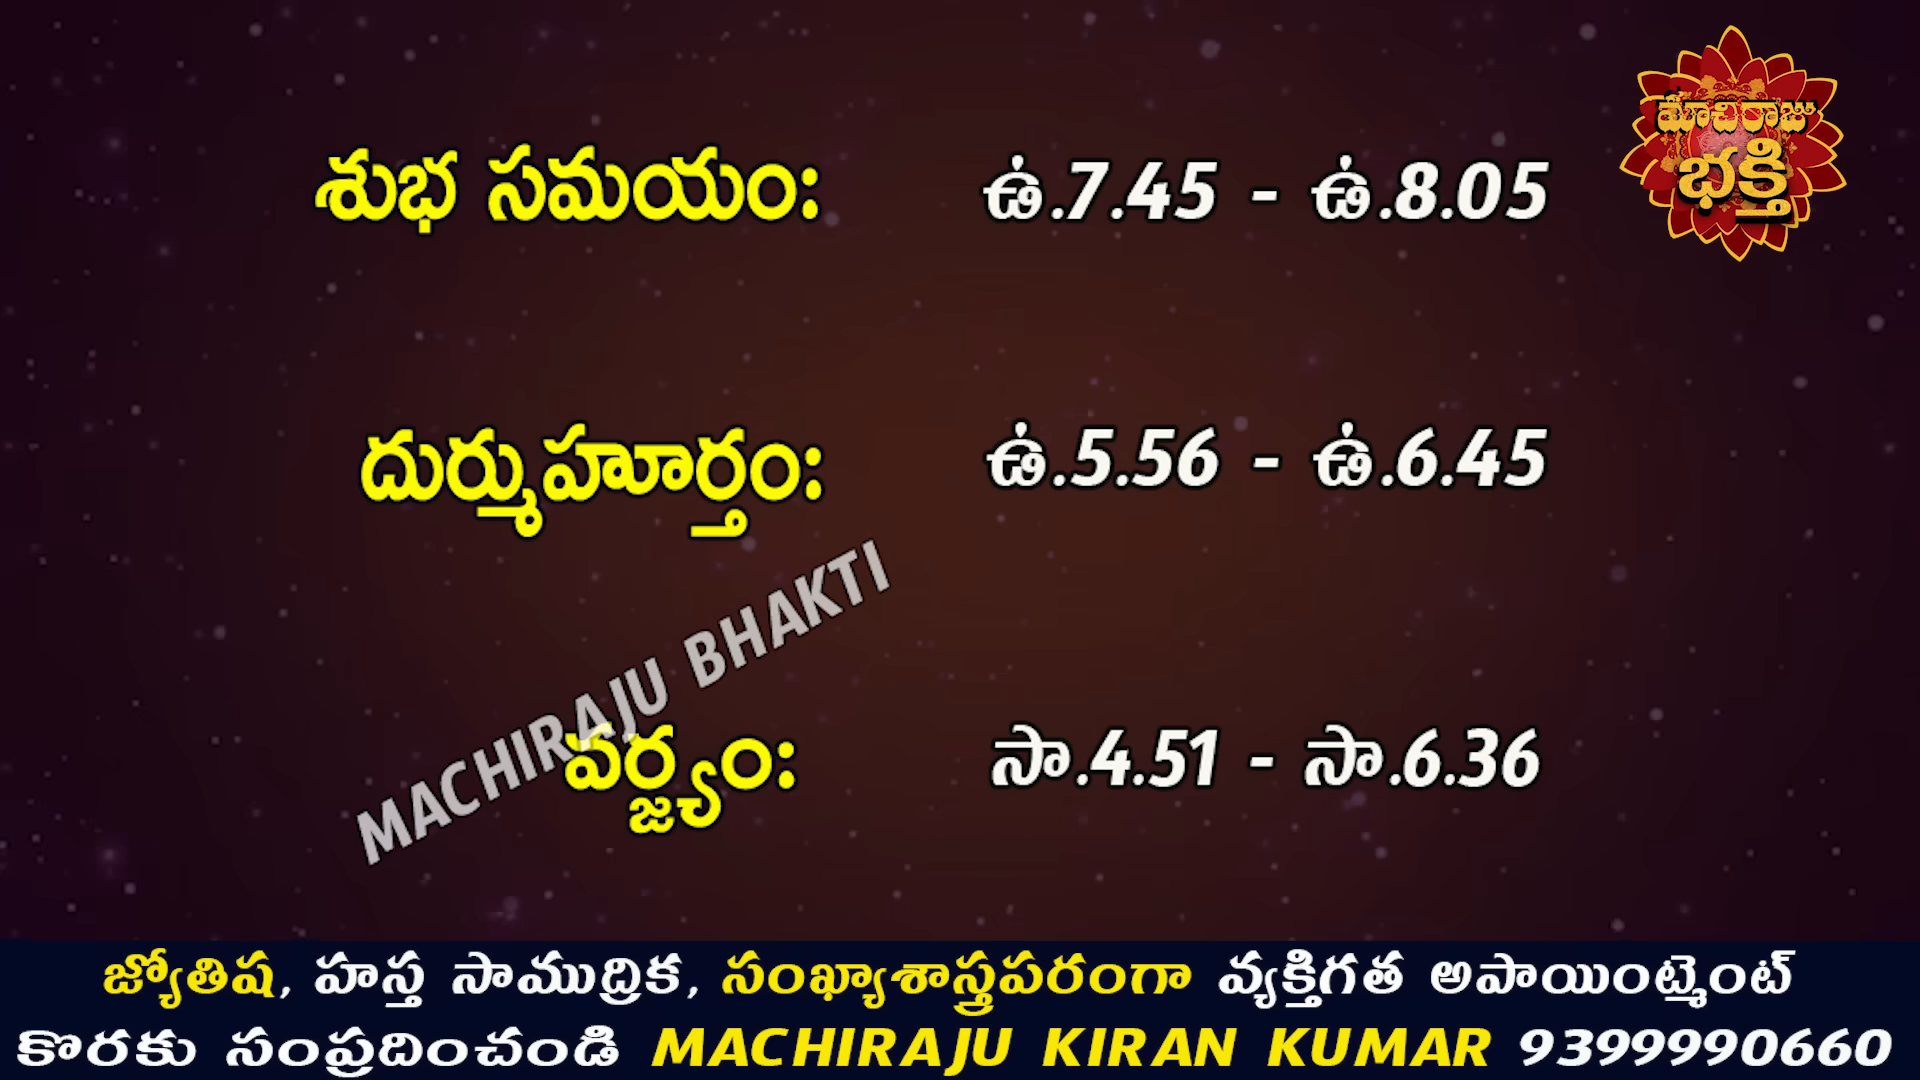 మాచిరాజు
భక్తి
శుభ సమయం: ఉ.7.45 - ఉ.8.05
దుర్ముహూర్తం: ఉ.5.56 - ఉ.6.45
MACHIRAJU BHAKTI
వర్జ్యం: సా.4.51 - సా.6.36
జ్యోతిష, హస్త సాముద్రిక, సంఖ్యాశాస్త్రపరంగా వ్యక్తిగత అపాయింట్మెంట్
కొరకు సంప్రదించండి MACHIRAJU KIRAN KUMAR 9399990660